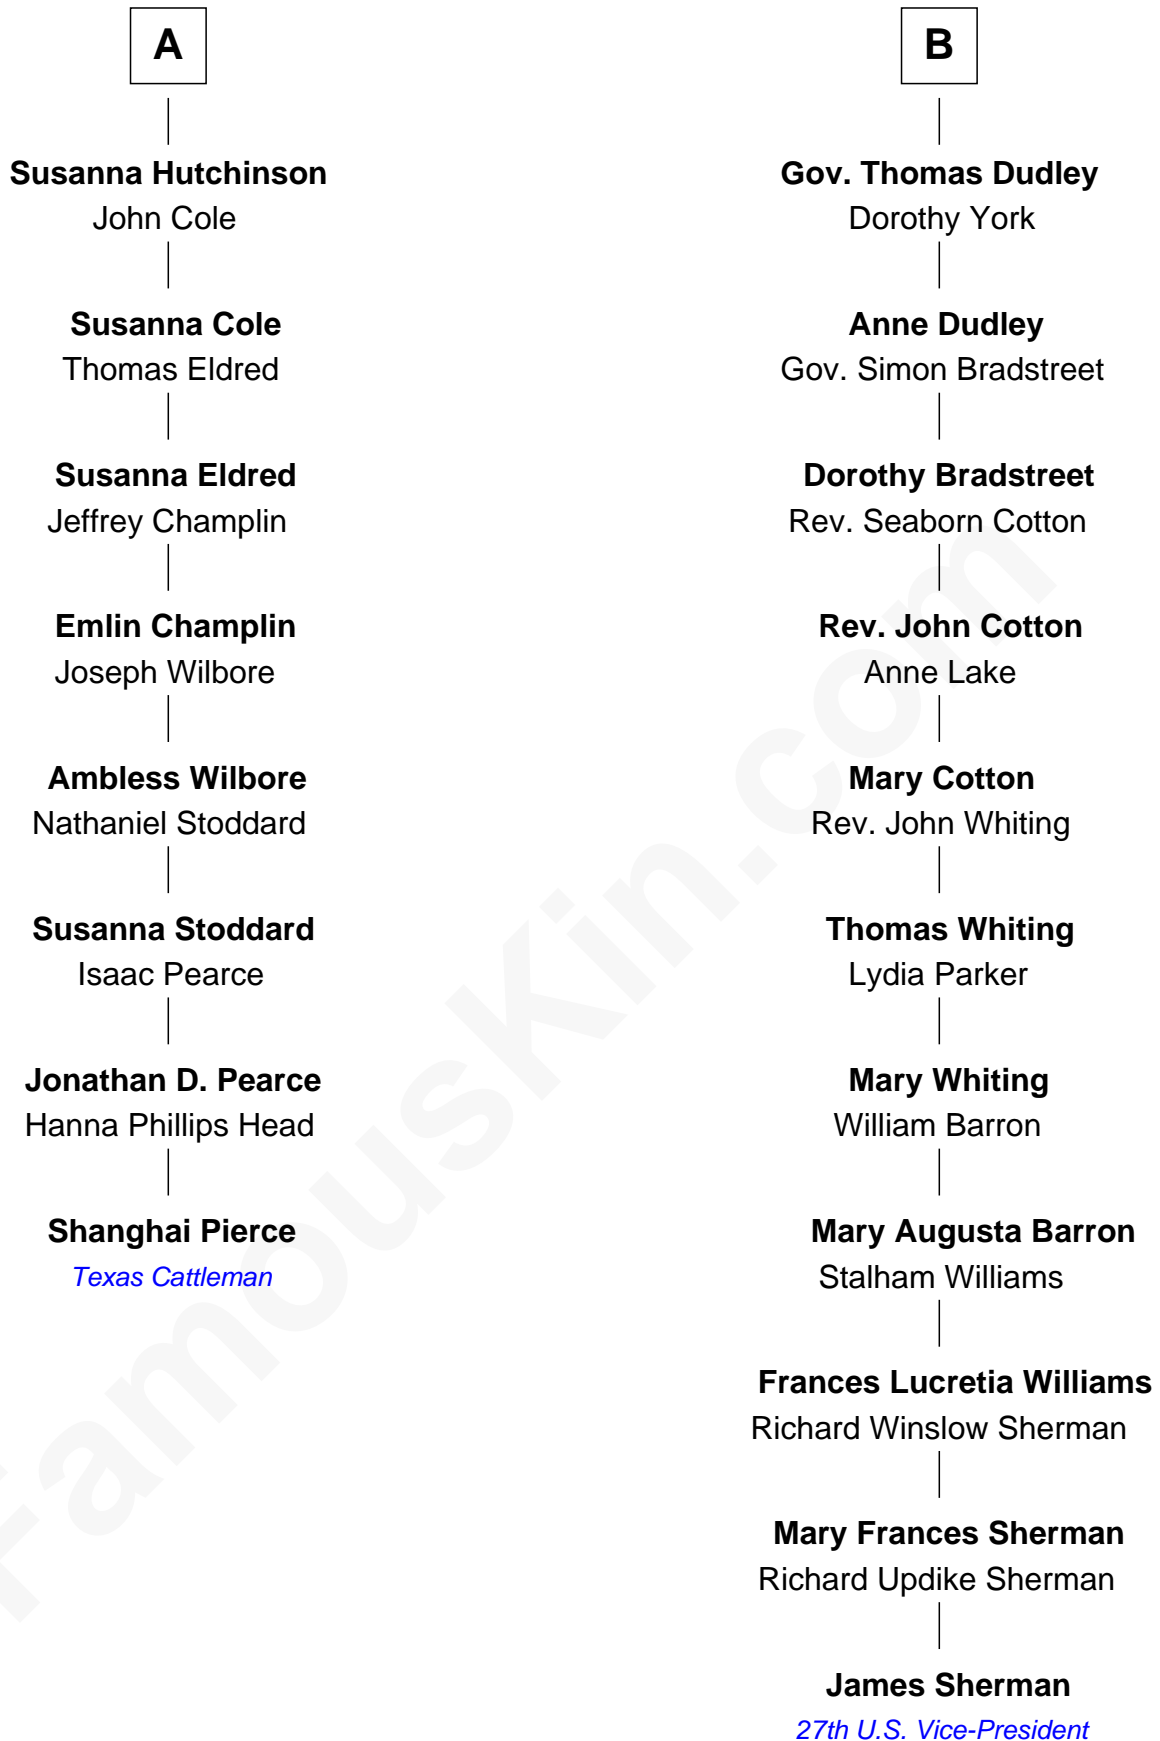 A
Susanna Hutchinson
John Cole
Susanna Cole
Thomas Eldred
Susanna Eldred
Jeffrey Champlin
Emlin Champlin
Joseph Wilbore
Ambless Wilbore
Nathaniel Stoddard
Susanna Stoddard
Isaac Pearce
Jonathan D. Pearce
Hanna Phillips Head
Shanghai Pierce
Texas Cattleman
B
Gov. Thomas Dudley
Dorothy York
Anne Dudley
Gov. Simon Bradstreet
Dorothy Bradstreet
Rev. Seaborn Cotton
Rev. John Cotton
Anne Lake
Mary Cotton
Rev. John Whiting
Thomas Whiting
Lydia Parker
Mary Whiting
William Barron
Mary Augusta Barron
Stalham Williams
Frances Lucretia Williams
Richard Winslow Sherman
Mary Frances Sherman
Richard Updike Sherman
James Sherman
27th U.S. Vice-President
FamousKin.com